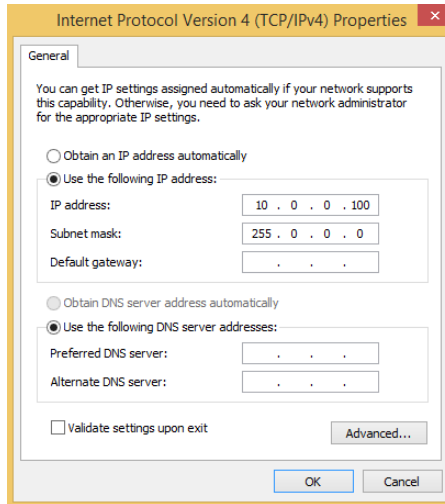 Internet Protocol Version 4 (TCP/IPv4) Properties
General
You can get IP settings assigned automatically if your network supports
this capability. Otherwise, you need to ask your network administrator
for the appropriate IP settings.
Obtain an IP address automatically
Use the following IP address:
IP address: 10 . 0 . 0 . 100
Subnet mask: 255 . 0 . 0 . 0
Default gateway: . . .
Obtain DNS server address automatically
Use the following DNS server addresses:
Preferred DNS server: . . .
Alternate DNS server: . . .
Validate settings upon exit
Advanced...
OK Cancel